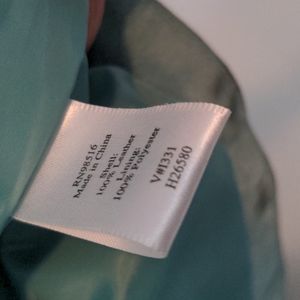 RN98516
Made in China
Shell:
100% Leather
Lining:
100% Polyester
V#1331
H26580